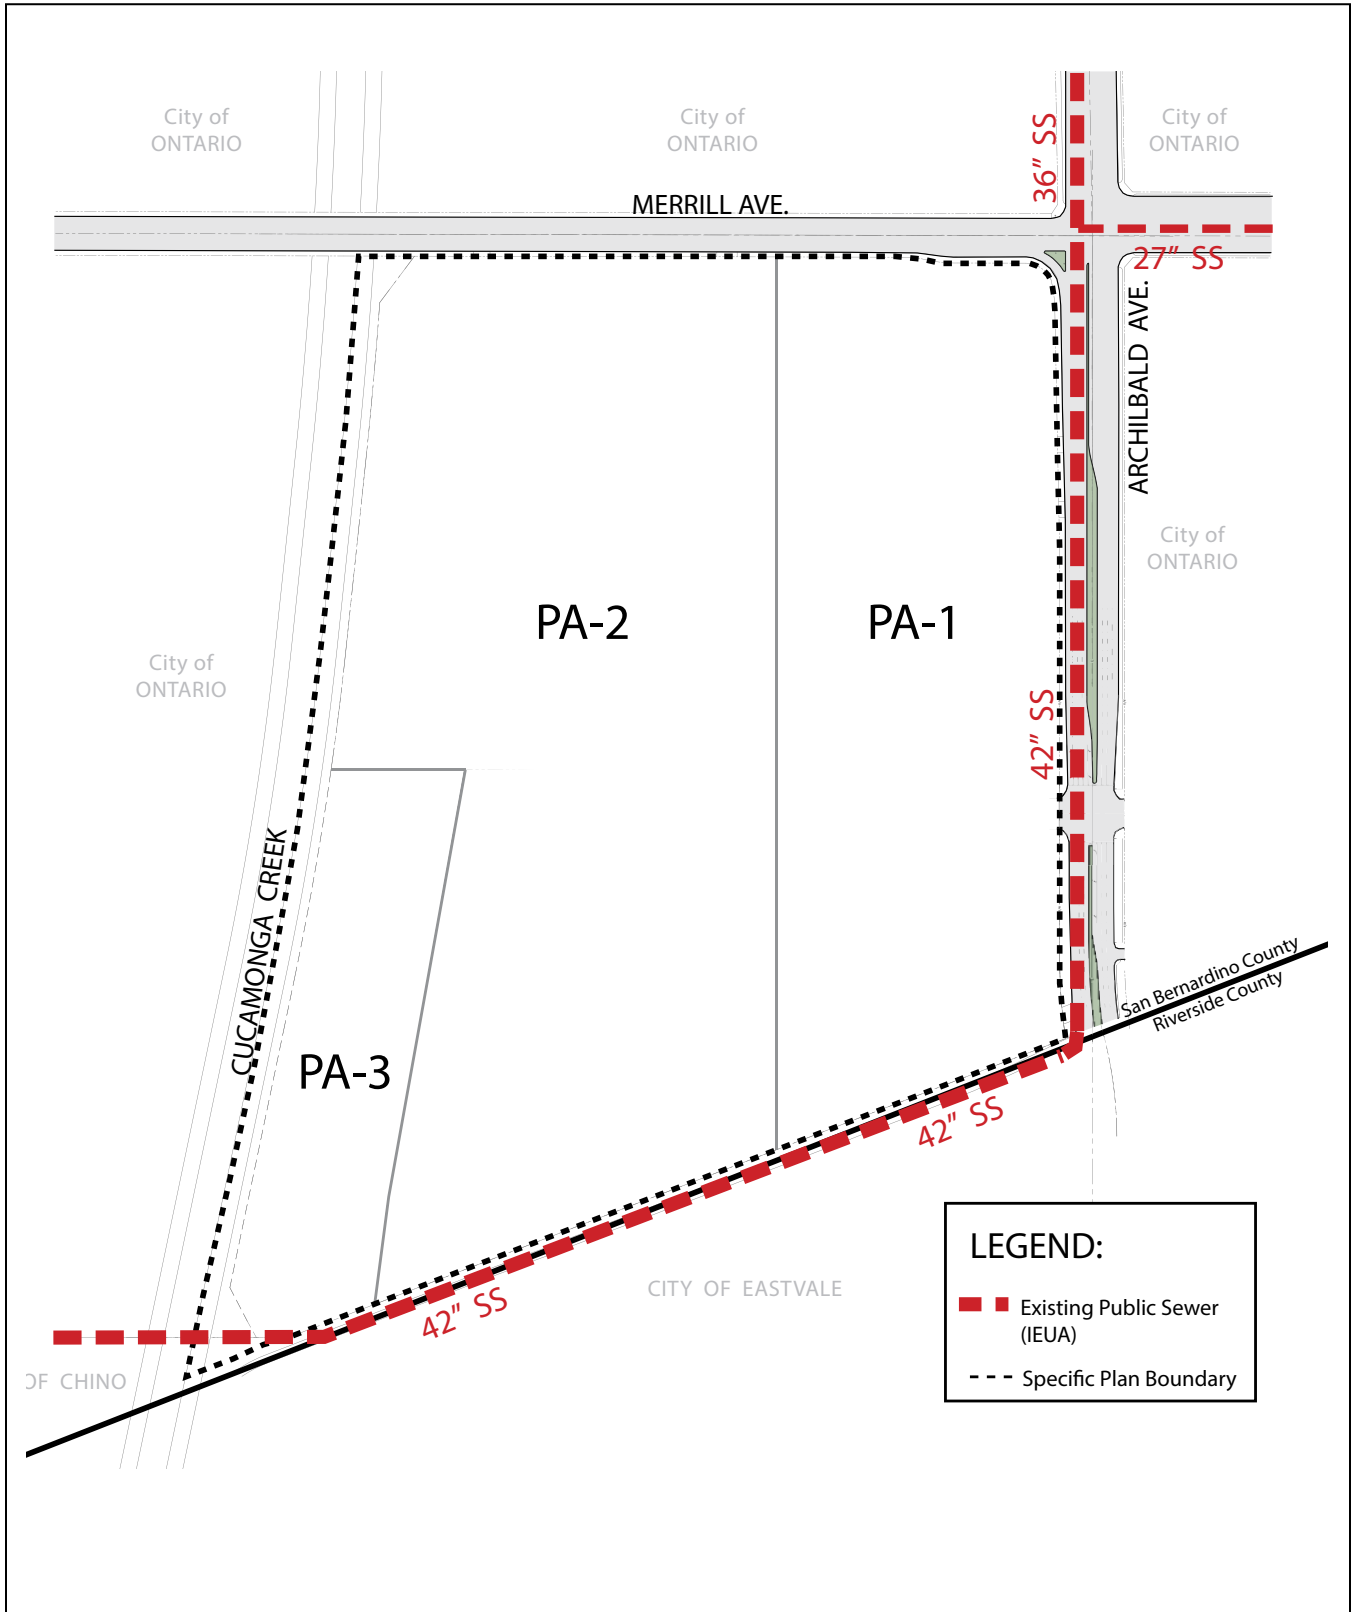 City of
ONTARIO
City of
ONTARIO
City of
ONTARIO
36" SS
MERRILL AVE.
27" SS
ARCHILBALD AVE.
City of
ONTARIO
PA-2
PA-1
City of
ONTARIO
42" SS
CUCAMONGA CREEK
San Bernardino County
Riverside County
PA-3
42" SS
42" SS
CITY OF EASTVALE
OF CHINO
LEGEND:
Existing Public Sewer
(IEUA)
Specific Plan Boundary